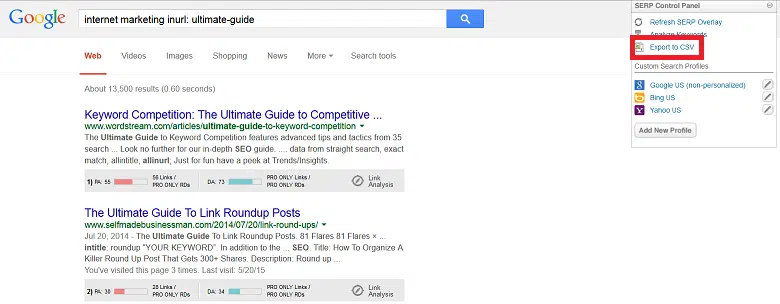 Google
internet marketing inurl: ultimate-guide
Web Videos Images Shopping News More Search tools
About 13,500 results (0.60 seconds)
Keyword Competition: The Ultimate Guide to Competitive ...
www.wordstream.com/articles/ultimate-guide-to-keyword-competition
The Ultimate Guide to Keyword Competition features advanced tips and tactics from 35
search ... Look no further for our in-depth SEO guide. .... data from straight search, exact
match, allintitle, allinurl; Just for fun have a peek at Trends/Insights.
1) PA: 55 56 Links / PRO ONLY RDs DA: 73 PRO ONLY Links / PRO ONLY RDs Link Analysis
The Ultimate Guide To Link Roundup Posts
www.selfmadebusinessman.com/2014/07/20/link-round-ups/
Jul 20, 2014 - The Ultimate Guide To Link Roundup Posts. 81 Flares 81 Flares × ...
intitle: roundup "YOUR KEYWORD". In addition to the ... SEO. Title: How To Organize A
Killer Round Up Post That Gets 300+ Shares. Description: Round up ...
You've visited this page 3 times. Last visit: 5/20/15
2) PA: 30 28 Links / PRO ONLY RDs DA: 34 PRO ONLY Links / PRO ONLY RDs Link Analysis
SERP Control Panel
Refresh SERP Overlay
Analyze Keywords
Export to CSV
Custom Search Profiles
Google US (non-personalized)
Bing US
Yahoo US
Add New Profile